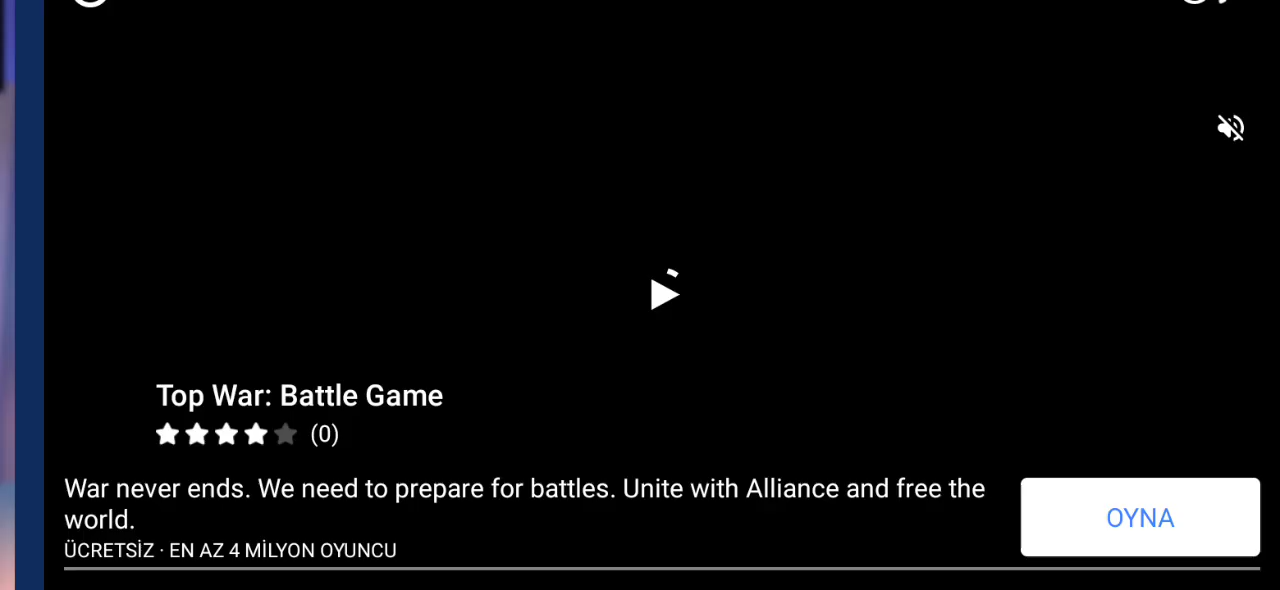 Top War: Battle Game
(0)
War never ends. We need to prepare for battles. Unite with Alliance and free the
world.
OYNA
ÜCRETSİZ · EN AZ 4 MİLYON OYUNCU